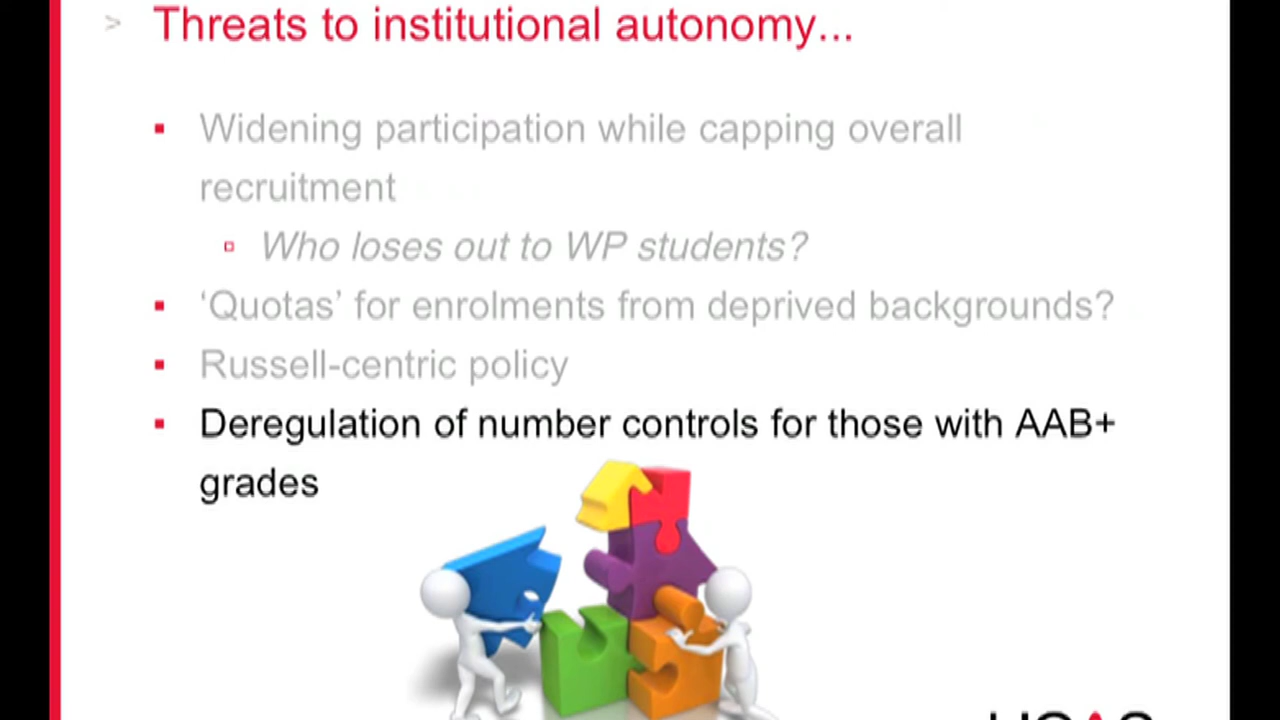 > Threats to institutional autonomy...
▪ Widening participation while capping overall
recruitment
▫ Who loses out to WP students?
▪ ‘Quotas’ for enrolments from deprived backgrounds?
▪ Russell-centric policy
▪ Deregulation of number controls for those with AAB+
grades